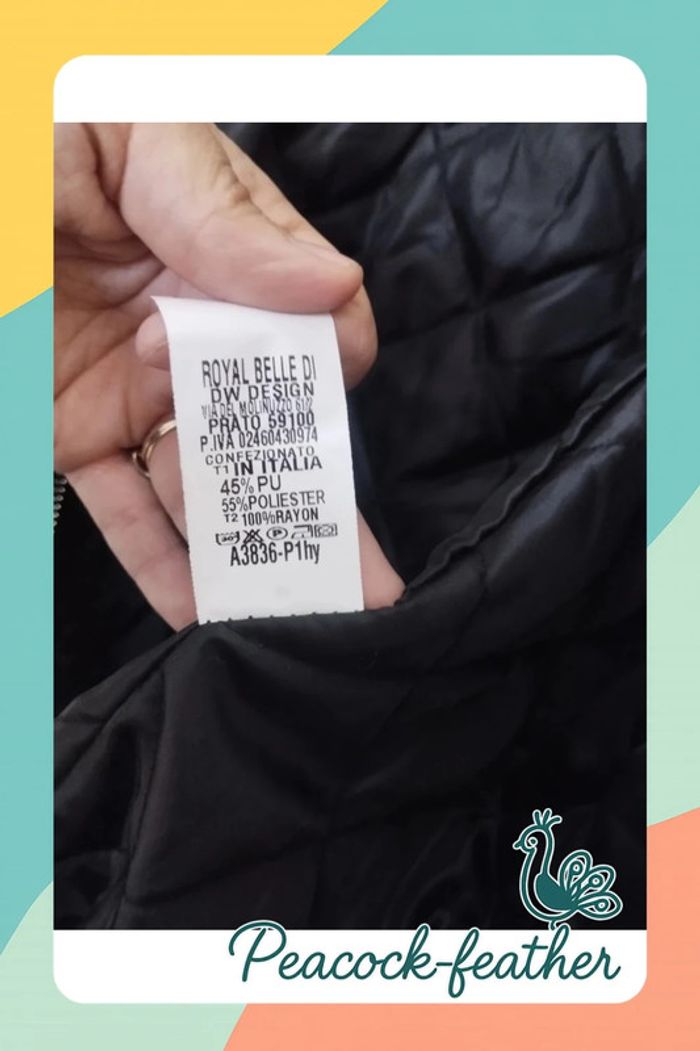 ROYAL BELLE DI
DW DESIGN
VIA DEL MOLINUZZO 61/2
PRATO 59100
P.IVA 02460430974
CONFEZIONATO
T1 IN ITALIA
45% PU
55%POLIESTER
T2 100%RAYON
30° P
A3836-P1hy
Peacock-feather